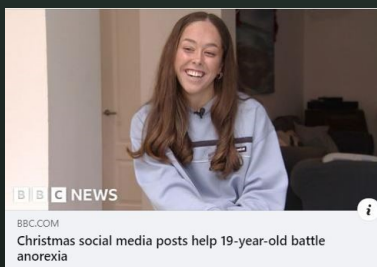 BBC NEWS
i
BBC.COM
Christmas social media posts help 19-year-old battle
anorexia